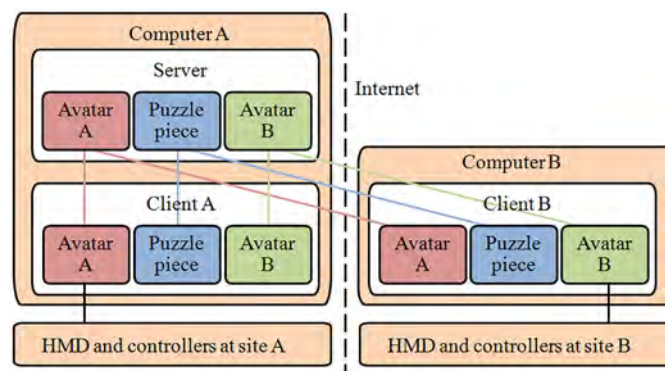 Computer A
Server
Avatar
A
Puzzle
piece
Avatar
B
Internet
Computer B
Client A
Avatar
A
Puzzle
piece
Avatar
B
Client B
Avatar
A
Puzzle
piece
Avatar
B
HMD and controllers at site A
HMD and controllers at site B